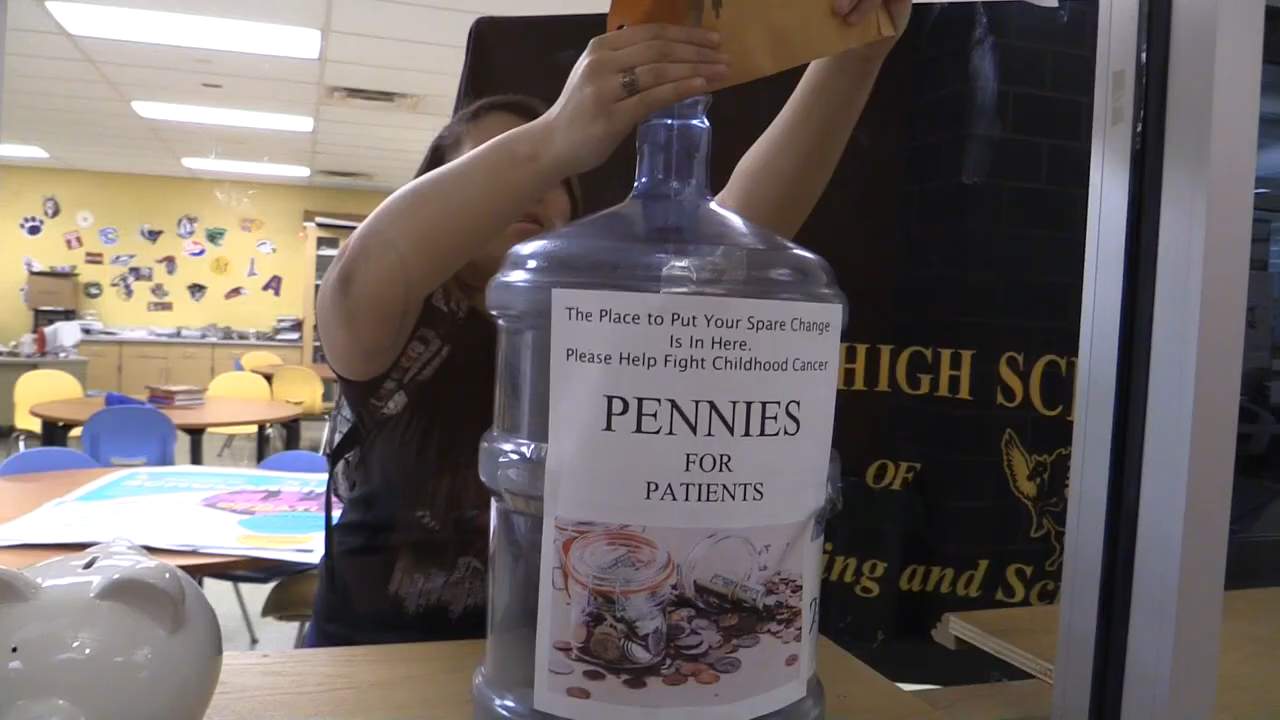 The Place to Put Your Spare Change
Is In Here.
Please Help Fight Childhood Cancer
PENNIES
FOR
PATIENTS
HIGH SC
OF
ing and Sc